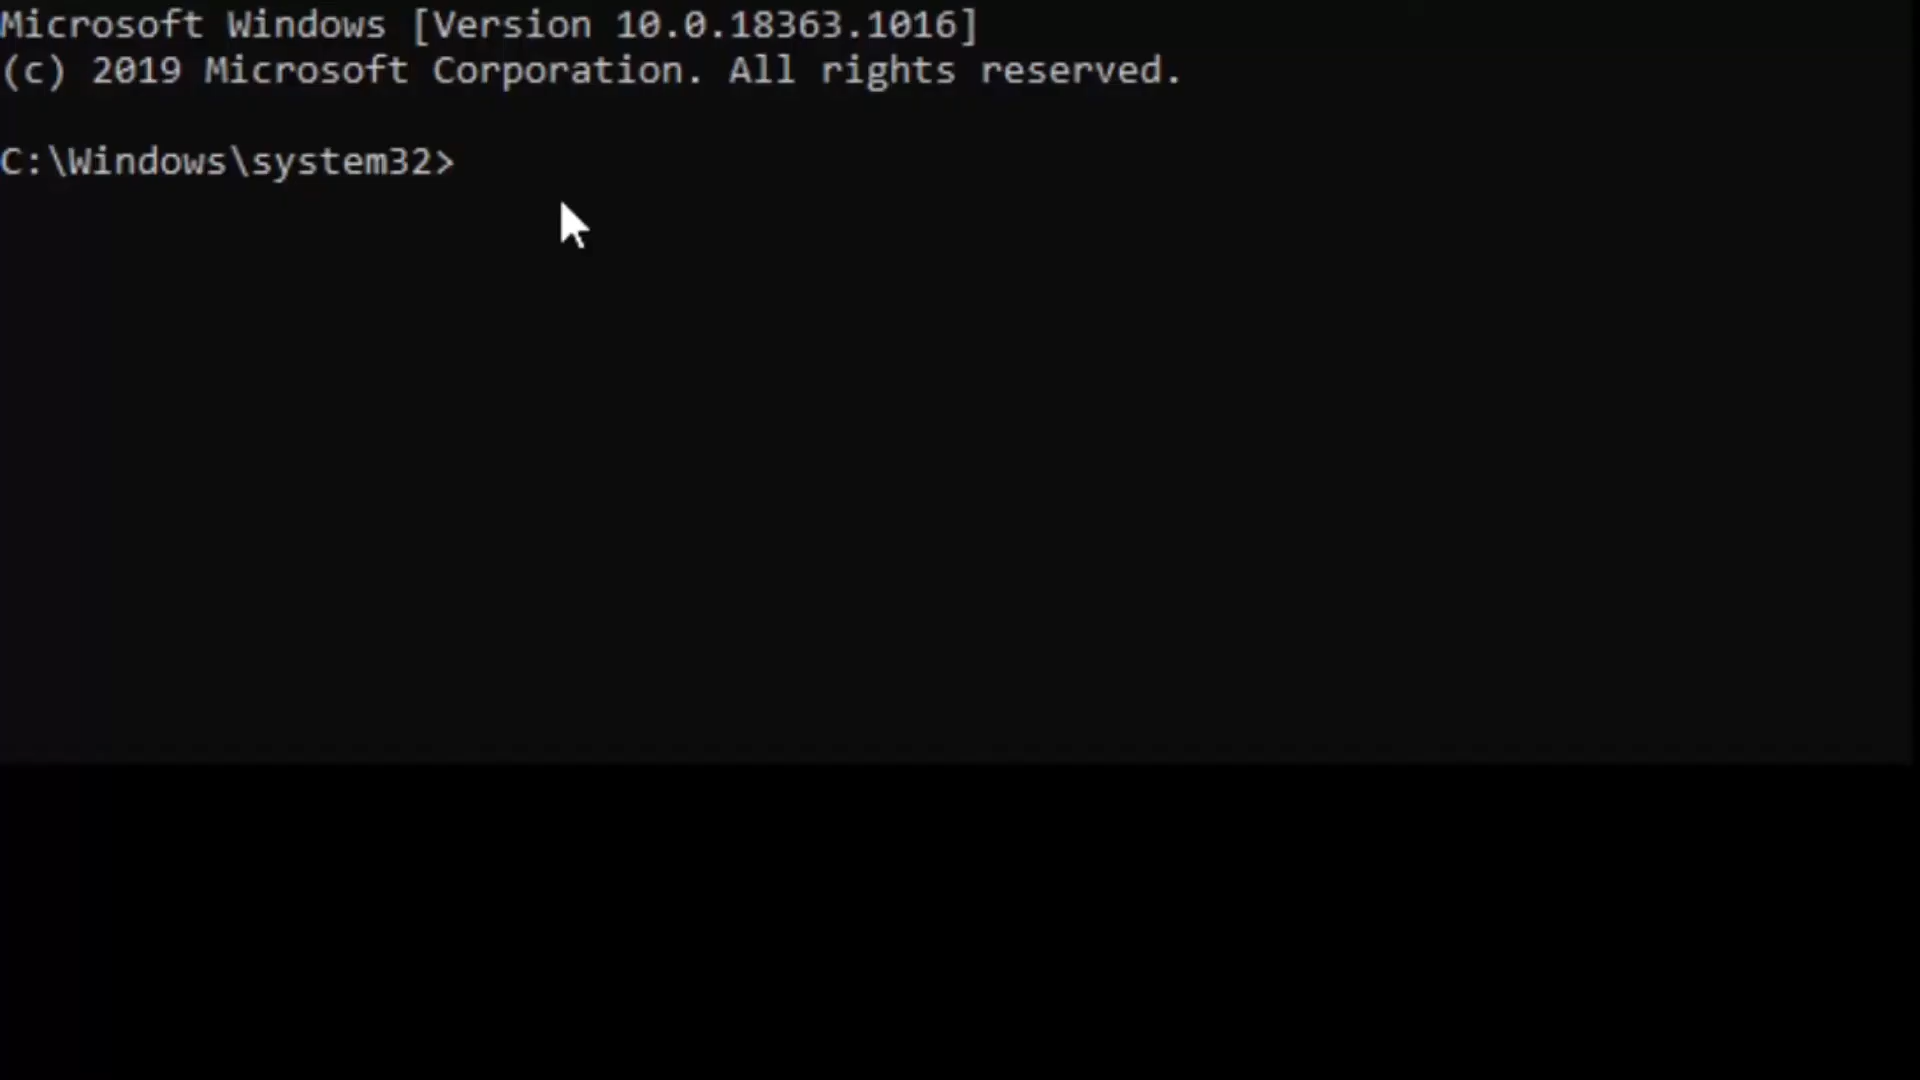 Microsoft Windows [Version 10.0.18363.1016]
(c) 2019 Microsoft Corporation. All rights reserved.
C:\Windows\system32>